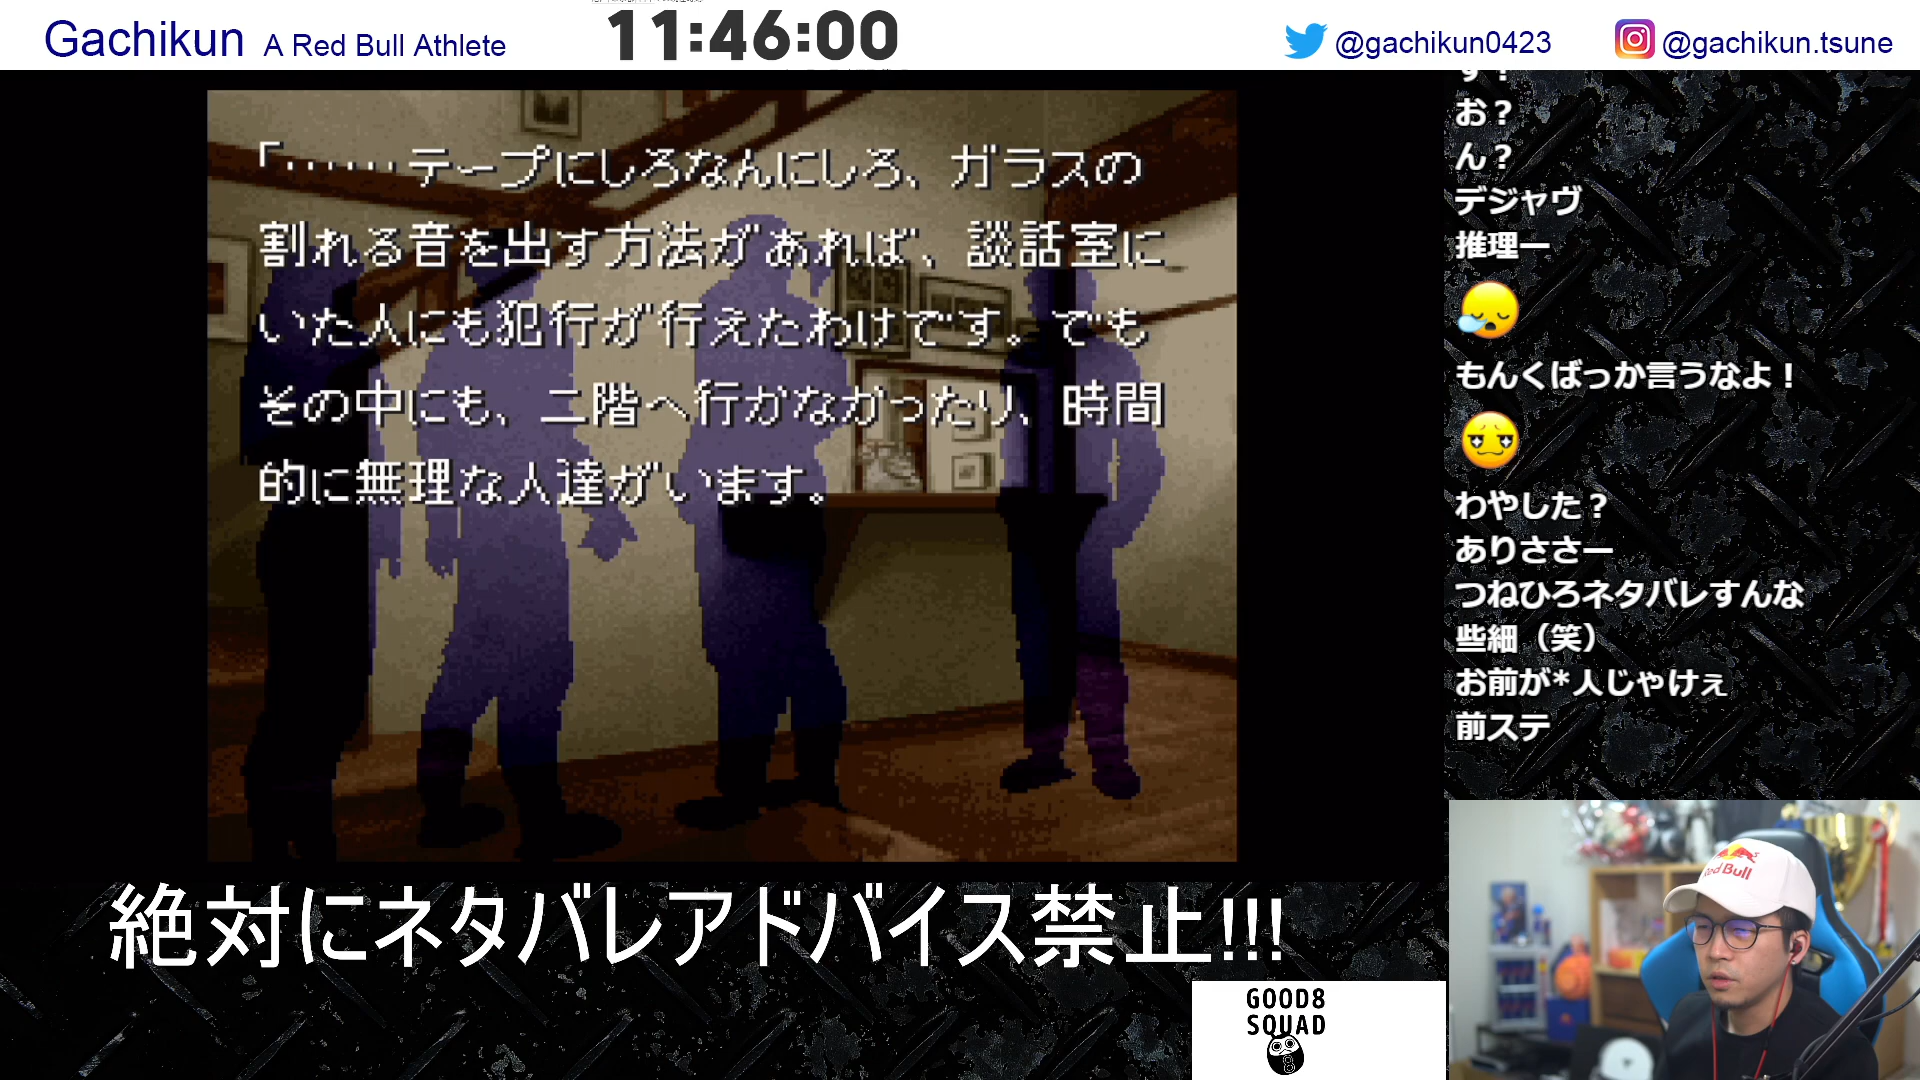 Gachikun A Red Bull Athlete
11:46:00
@gachikun0423
@gachikun.tsune
「……テープにしろなんにしろ、ガラスの
割れる音を出す方法があれば、談話室に
いた人にも犯行が行えたわけです。でも
その中にも、二階へ行かなかったり、時間
的に無理な人達がいます。
す？
お？
ん？
デジャヴ
推理ー
もんくばっか言うなよ！
わやした？
ありささー
つねひろネタバレすんな
些細（笑）
お前が*人じゃけぇ
前ステ
絶対にネタバレアドバイス禁止!!!
GOOD8
SQUAD
Red Bull